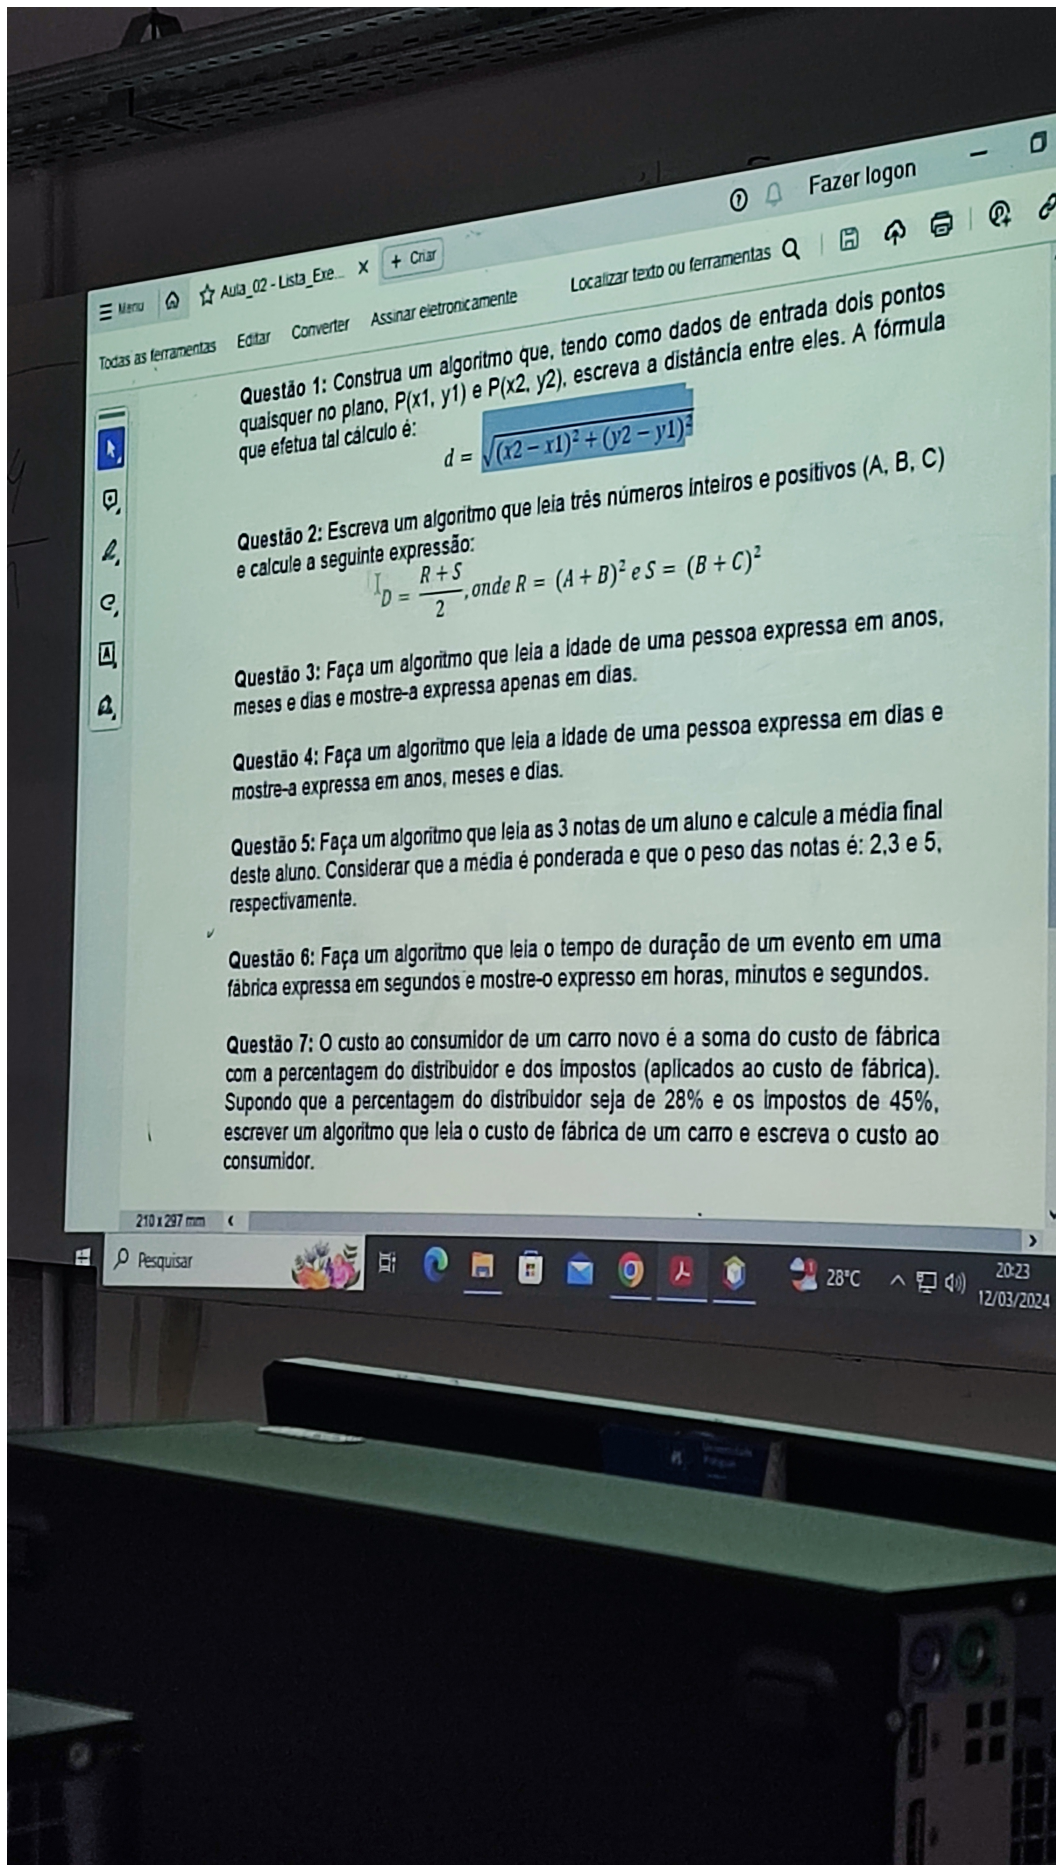 Fazer logon
Menu
Aula_02 - Lista_Exe... X
+ Criar
Todas as ferramentas Editar Converter Assinar eletronicamente
Localizar texto ou ferramentas
Questão 1: Construa um algoritmo que, tendo como dados de entrada dois pontos
quaisquer no plano, P(x1, y1) e P(x2, y2), escreva a distância entre eles. A fórmula
que efetua tal cálculo é:
d = √(x2 − x1)² + (y2 − y1)²
Questão 2: Escreva um algoritmo que leia três números inteiros e positivos (A, B, C)
e calcule a seguinte expressão:
D = R + S / 2, onde R = (A + B)² e S = (B + C)²
Questão 3: Faça um algoritmo que leia a idade de uma pessoa expressa em anos,
meses e dias e mostre-a expressa apenas em dias.
Questão 4: Faça um algoritmo que leia a idade de uma pessoa expressa em dias e
mostre-a expressa em anos, meses e dias.
Questão 5: Faça um algoritmo que leia as 3 notas de um aluno e calcule a média final
deste aluno. Considerar que a média é ponderada e que o peso das notas é: 2,3 e 5,
respectivamente.
Questão 6: Faça um algoritmo que leia o tempo de duração de um evento em uma
fábrica expressa em segundos e mostre-o expresso em horas, minutos e segundos.
Questão 7: O custo ao consumidor de um carro novo é a soma do custo de fábrica
com a percentagem do distribuidor e dos impostos (aplicados ao custo de fábrica).
Supondo que a percentagem do distribuidor seja de 28% e os impostos de 45%,
escrever um algoritmo que leia o custo de fábrica de um carro e escreva o custo ao
consumidor.
210 x 297 mm
Pesquisar
28°C
20:23
12/03/2024